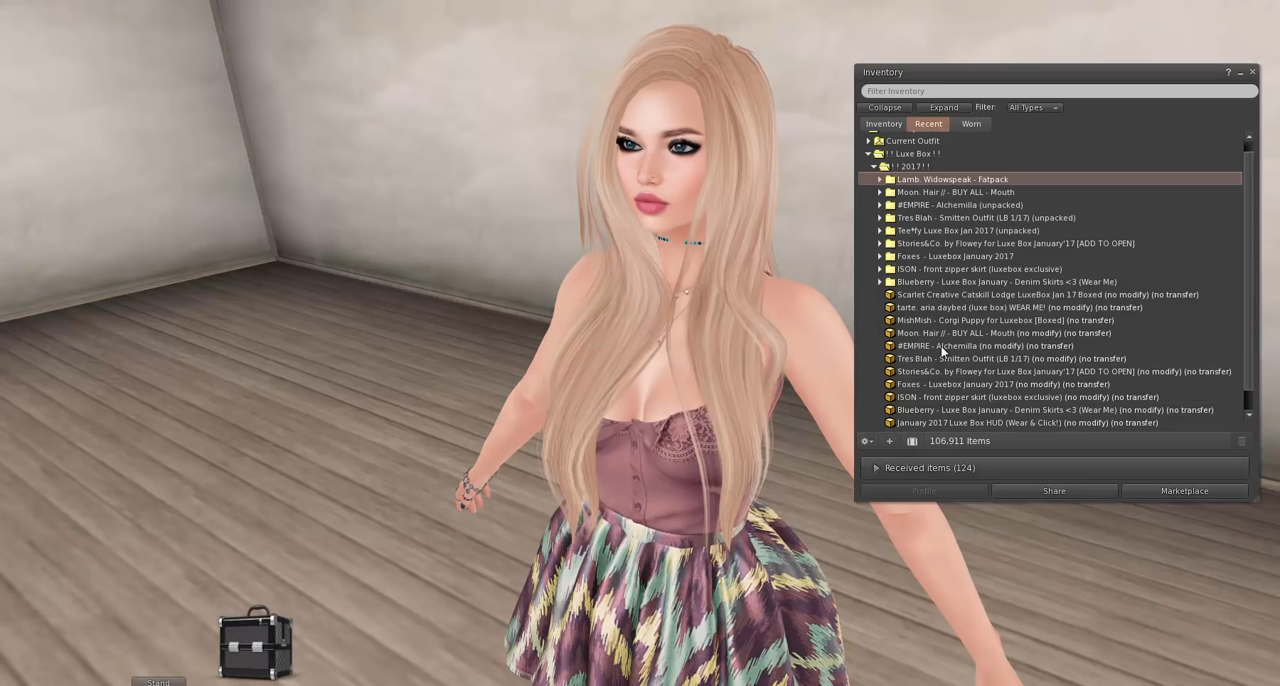 Inventory
? _ ×
Filter Inventory
Collapse Expand Filter: All Types
Inventory Recent Worn
Current Outfit
! ! Luxe Box ! !
! ! 2017 ! !
Lamb. Widowspeak - Fatpack
Moon. Hair // - BUY ALL - Mouth
#EMPIRE - Alchemilla (unpacked)
Tres Blah - Smitten Outfit (LB 1/17) (unpacked)
Tee*fy Luxe Box Jan 2017 (unpacked)
Stories&Co. by Flowey for Luxe Box January'17 [ADD TO OPEN]
Foxes - Luxebox January 2017
ISON - front zipper skirt (luxebox exclusive)
Blueberry - Luxe Box January - Denim Skirts <3 (Wear Me)
Scarlet Creative Catskill Lodge LuxeBox Jan 17 Boxed (no modify) (no transfer)
tarte. aria daybed (luxe box) WEAR ME! (no modify) (no transfer)
MishMish - Corgi Puppy for Luxebox [Boxed] (no transfer)
Moon. Hair // - BUY ALL - Mouth (no modify) (no transfer)
#EMPIRE - Alchemilla (no modify) (no transfer)
Tres Blah - Smitten Outfit (LB 1/17) (no modify) (no transfer)
Stories&Co. by Flowey for Luxe Box January'17 [ADD TO OPEN] (no modify) (no transfer)
Foxes - Luxebox January 2017 (no modify) (no transfer)
ISON - front zipper skirt (luxebox exclusive) (no modify) (no transfer)
Blueberry - Luxe Box January - Denim Skirts <3 (Wear Me) (no modify) (no transfer)
January 2017 Luxe Box HUD (Wear & Click!) (no modify) (no transfer)
106,911 Items
Received items (124)
Profile Share Marketplace
Stand